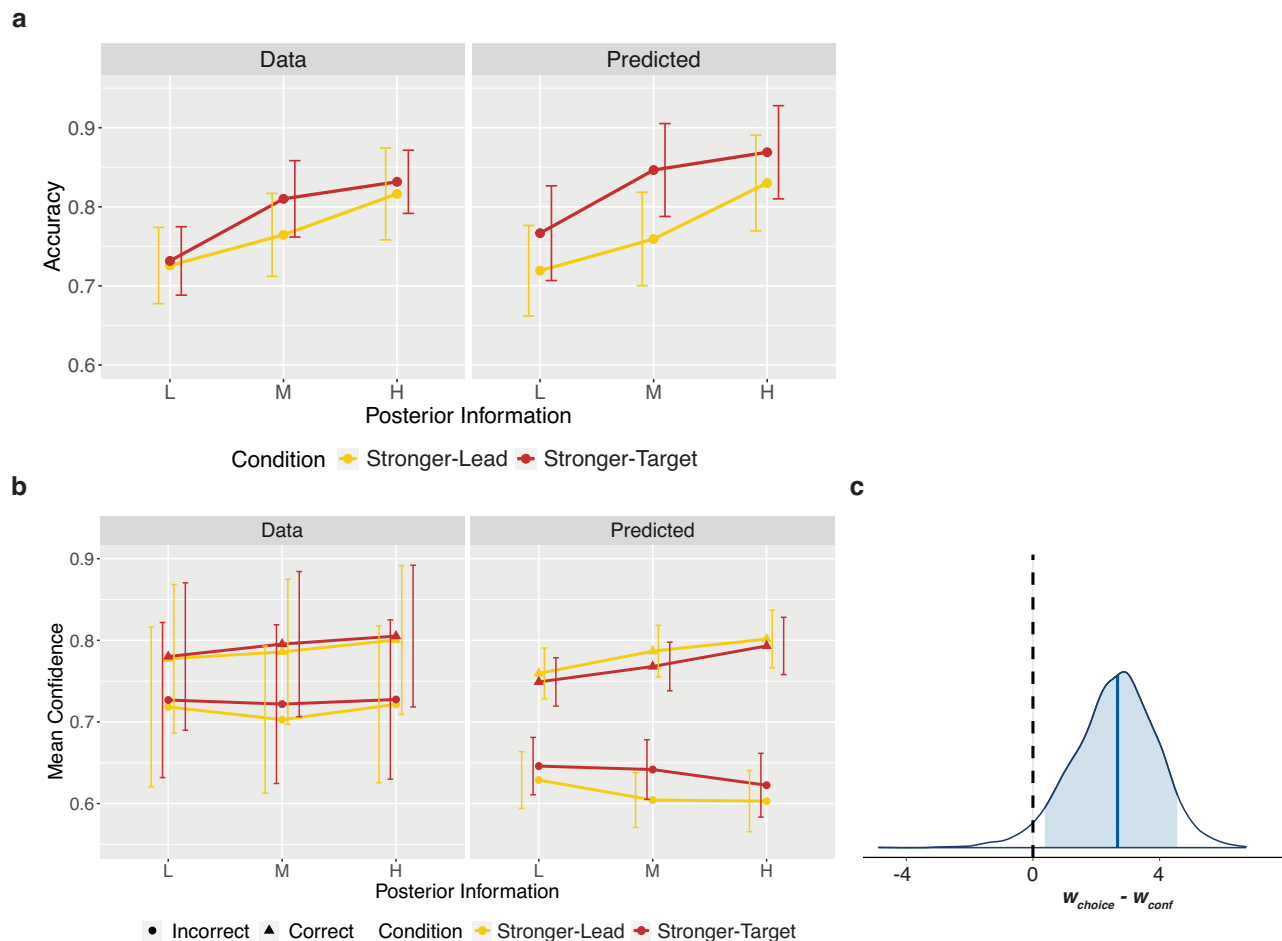 a
Data
Predicted
0.9
0.8
0.7
0.6
Accuracy
L
M
H
L
M
H
Posterior Information
Condition Stronger-Lead Stronger-Target
b
Data
Predicted
0.9
0.8
0.7
0.6
Mean Confidence
L
M
H
L
M
H
Posterior Information
Incorrect Correct Condition Stronger-Lead Stronger-Target
c
-4
0
4
w_choice - w_conf